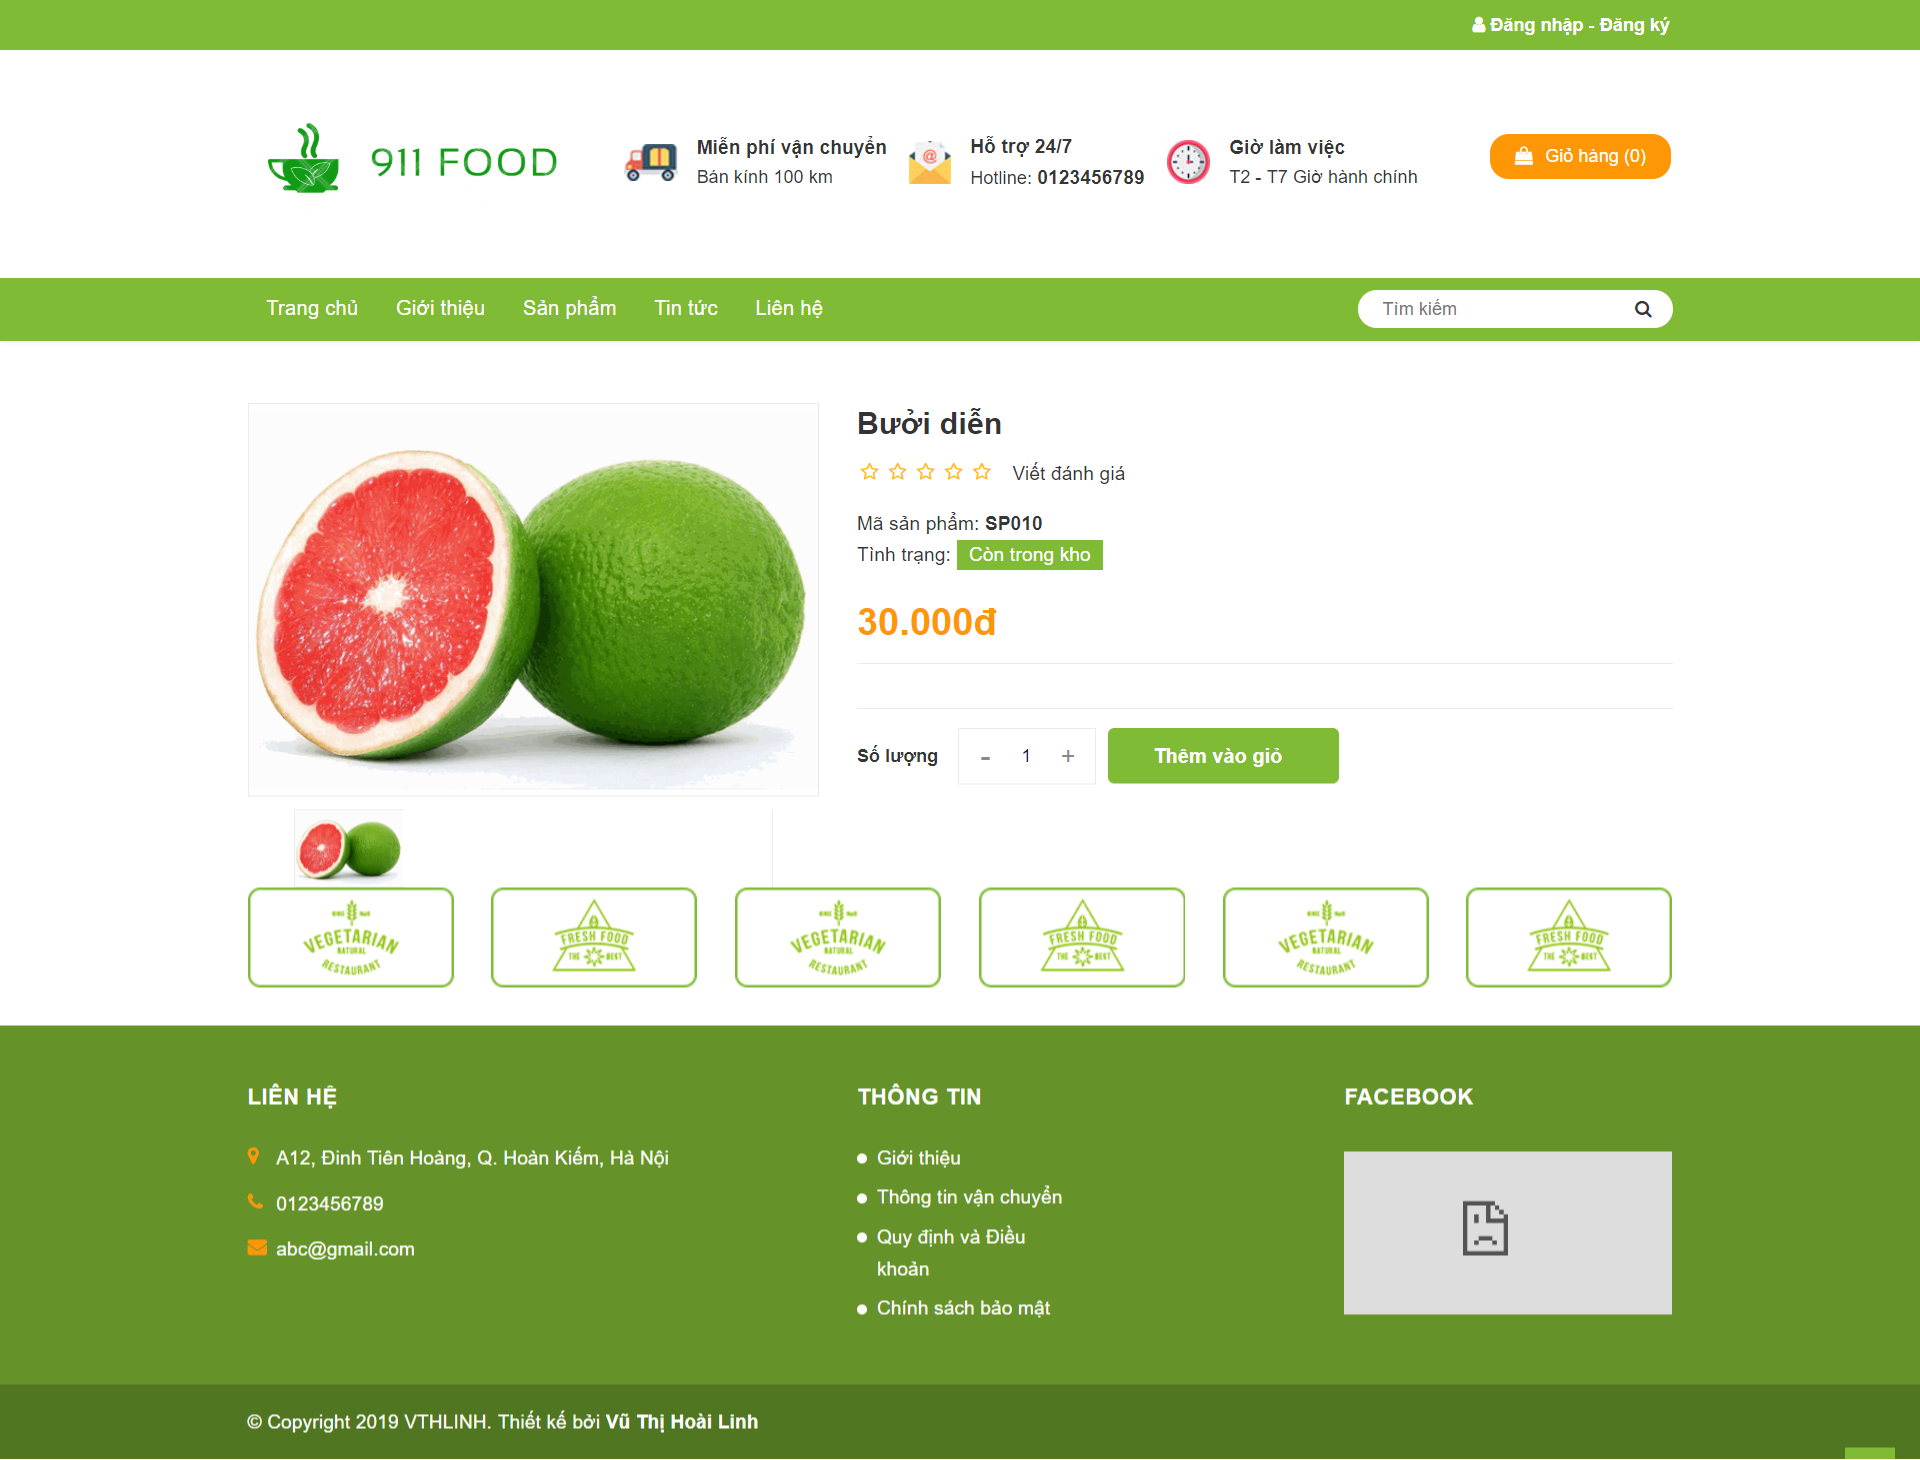 Đăng nhập - Đăng ký
911 FOOD
Miễn phí vận chuyển
Bán kính 100 km
Hỗ trợ 24/7
Hotline: 0123456789
Giờ làm việc
T2 - T7 Giờ hành chính
Giỏ hàng (0)
Trang chủ
Giới thiệu
Sản phẩm
Tin tức
Liên hệ
Tìm kiếm
Bưởi diễn
Viết đánh giá
Mã sản phẩm: SP010
Tình trạng: Còn trong kho
30.000đ
Số lượng
- 1 +
Thêm vào giỏ
VEGETARIAN
NATURAL
RESTAURANT
FRESH FOOD
THE BEST
VEGETARIAN
NATURAL
RESTAURANT
FRESH FOOD
THE BEST
VEGETARIAN
NATURAL
RESTAURANT
FRESH FOOD
THE BEST
LIÊN HỆ
A12, Đinh Tiên Hoàng, Q. Hoàn Kiếm, Hà Nội
0123456789
abc@gmail.com
THÔNG TIN
Giới thiệu
Thông tin vận chuyển
Quy định và Điều
khoản
Chính sách bảo mật
FACEBOOK
© Copyright 2019 VTHLINH. Thiết kế bởi Vũ Thị Hoài Linh